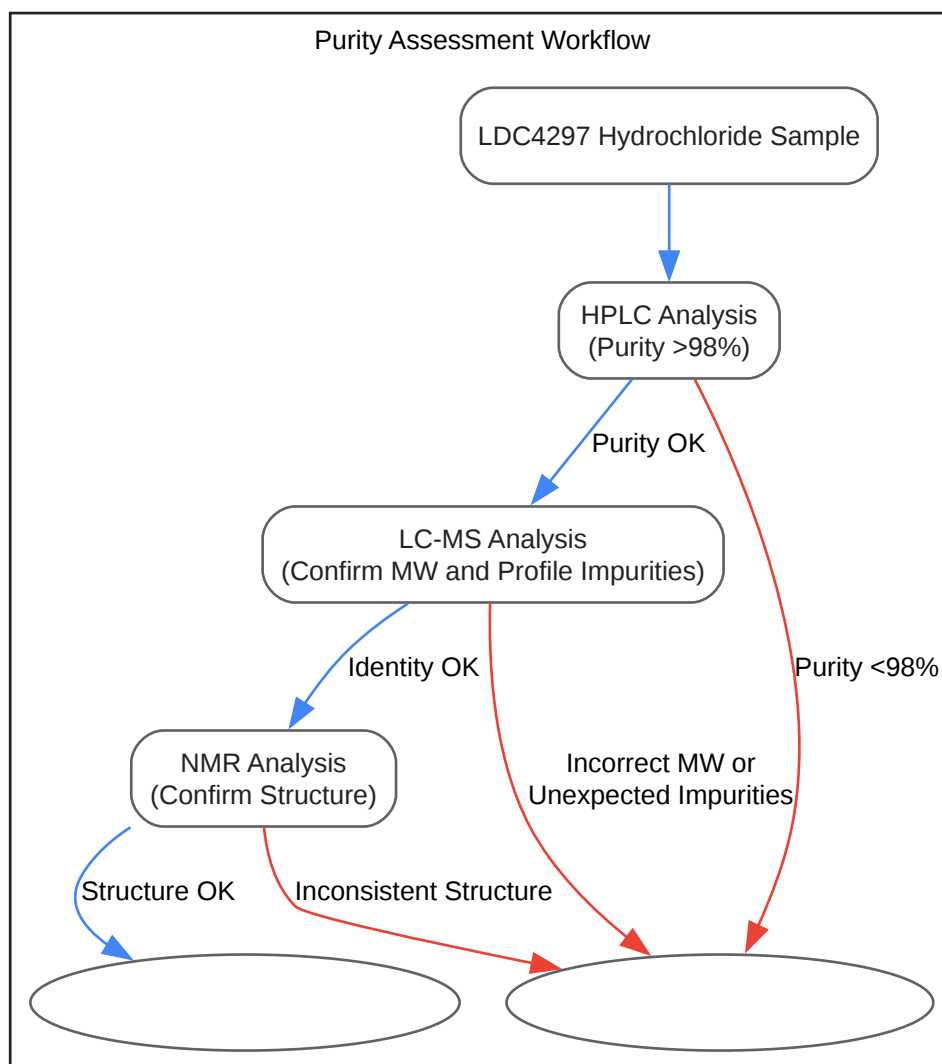 Purity Assessment Workflow
LDC4297 Hydrochloride Sample
HPLC Analysis
(Purity >98%)
Purity OK
LC-MS Analysis
(Confirm MW and Profile Impurities)
Identity OK
Purity <98%
NMR Analysis
(Confirm Structure)
Incorrect MW or
Unexpected Impurities
Structure OK
Inconsistent Structure